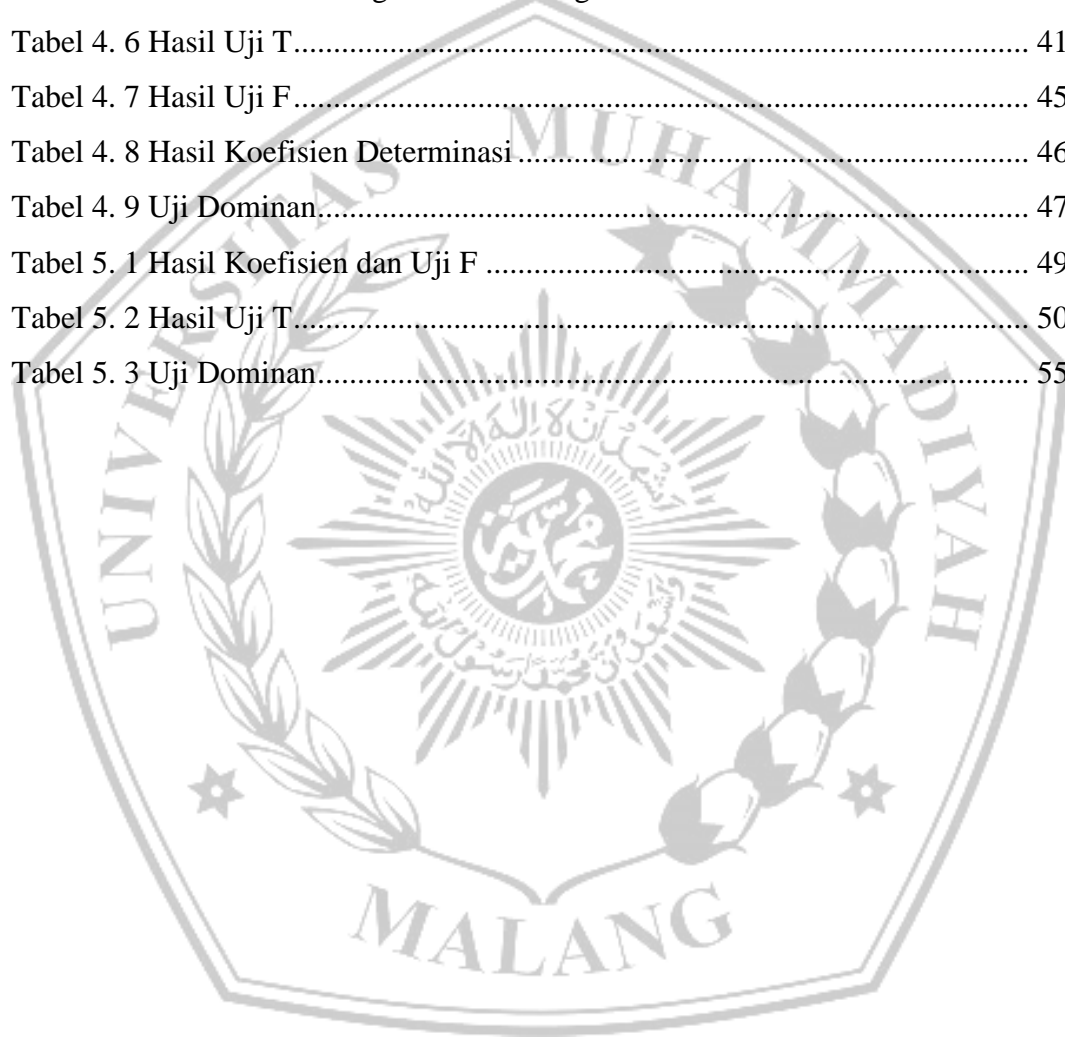 Tabel 4. 6 Hasil Uji T.......................................................................................................... 41
Tabel 4. 7 Hasil Uji F.......................................................................................................... 45
Tabel 4. 8 Hasil Koefisien Determinasi.............................................................................. 46
Tabel 4. 9 Uji Dominan....................................................................................................... 47
Tabel 5. 1 Hasil Koefisien dan Uji F .................................................................................. 49
Tabel 5. 2 Hasil Uji T.......................................................................................................... 50
Tabel 5. 3 Uji Dominan....................................................................................................... 55
UNIVERSITAS MUHAMMADIYAH
MALANG